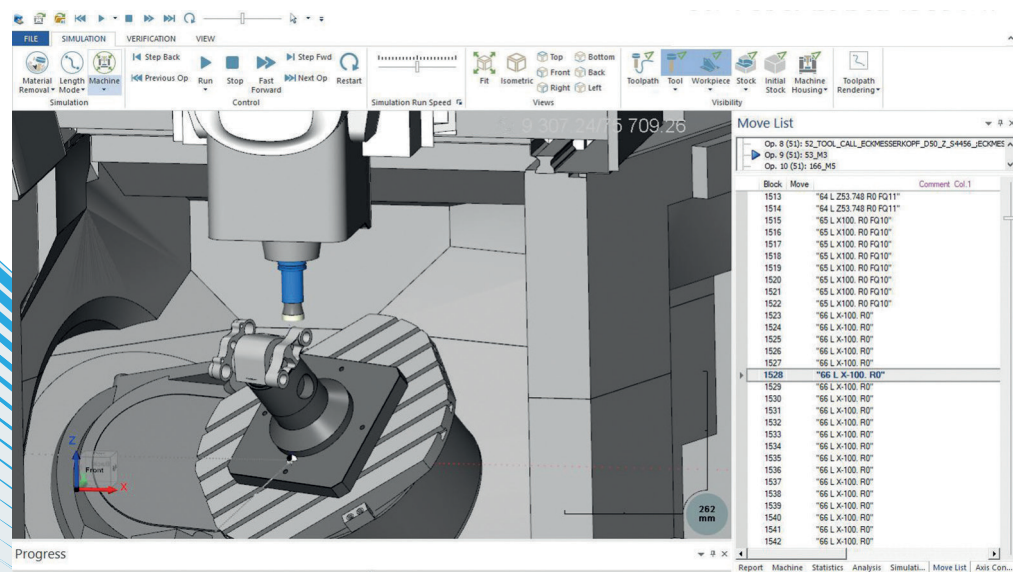 FILE SIMULATION VERIFICATION VIEW
Material Removal Length Mode Machine
Simulation
Step Back
Previous Op
Run Stop Fast Forward
Step Fwd
Next Op
Restart
Control
Simulation Run Speed
Fit Isometric
Top Bottom
Front Back
Right Left
Views
Toolpath Tool Workpiece Stock Initial Stock Machine Housing
Visibility
Toolpath Rendering
9 307.24/15 709.26
Z
Front
X
262
mm
Progress
Move List
Op. 8 (51): 52_TOOL_CALL_ECKMESSERKOPF_D50_Z_S4456_;ECKMES
Op. 9 (51): 53_M3
Op. 10 (51): 166_M5
Block Move Comment Col.1
1513 "64 L Z53.748 R0 FQ11"
1514 "64 L Z53.748 R0 FQ11"
1515 "65 L X100. R0 FQ10"
1516 "65 L X100. R0 FQ10"
1517 "65 L X100. R0 FQ10"
1518 "65 L X100. R0 FQ10"
1519 "65 L X100. R0 FQ10"
1520 "65 L X100. R0 FQ10"
1521 "65 L X100. R0 FQ10"
1522 "65 L X100. R0 FQ10"
1523 "66 L X-100. R0"
1524 "66 L X-100. R0"
1525 "66 L X-100. R0"
1526 "66 L X-100. R0"
1527 "66 L X-100. R0"
1528 "66 L X-100. R0"
1529 "66 L X-100. R0"
1530 "66 L X-100. R0"
1531 "66 L X-100. R0"
1532 "66 L X-100. R0"
1533 "66 L X-100. R0"
1534 "66 L X-100. R0"
1535 "66 L X-100. R0"
1536 "66 L X-100. R0"
1537 "66 L X-100. R0"
1538 "66 L X-100. R0"
1539 "66 L X-100. R0"
1540 "66 L X-100. R0"
1541 "66 L X-100. R0"
1542 "66 L X-100. R0"
Report Machine Statistics Analysis Simulati... Move List Axis Con...